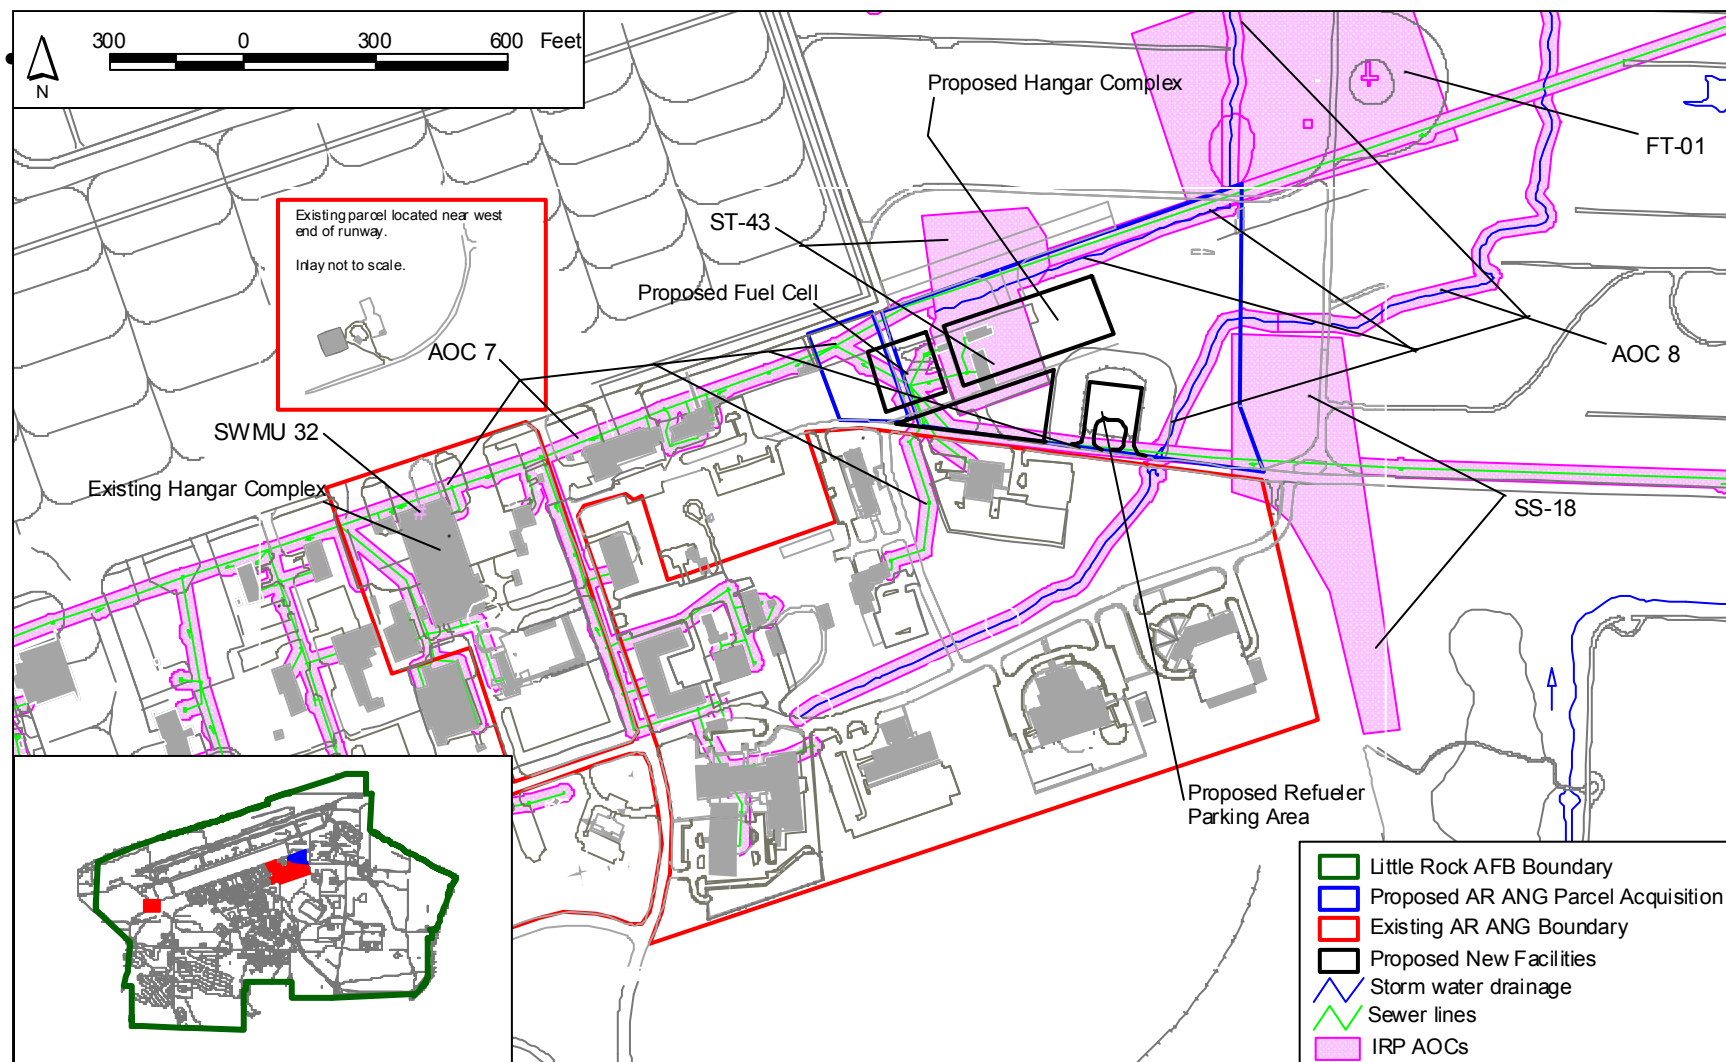 300 0 300 600 Feet
N
Proposed Hangar Complex
FT-01
Existing parcel located near west
end of runway.
Inlay not to scale.
ST-43
Proposed Fuel Cell
AOC 7
AOC 8
SWMU 32
Existing Hangar Complex
SS-18
Proposed Refueler
Parking Area
Little Rock AFB Boundary
Proposed AR ANG Parcel Acquisition
Existing AR ANG Boundary
Proposed New Facilities
Storm water drainage
Sewer lines
IRP AOCs